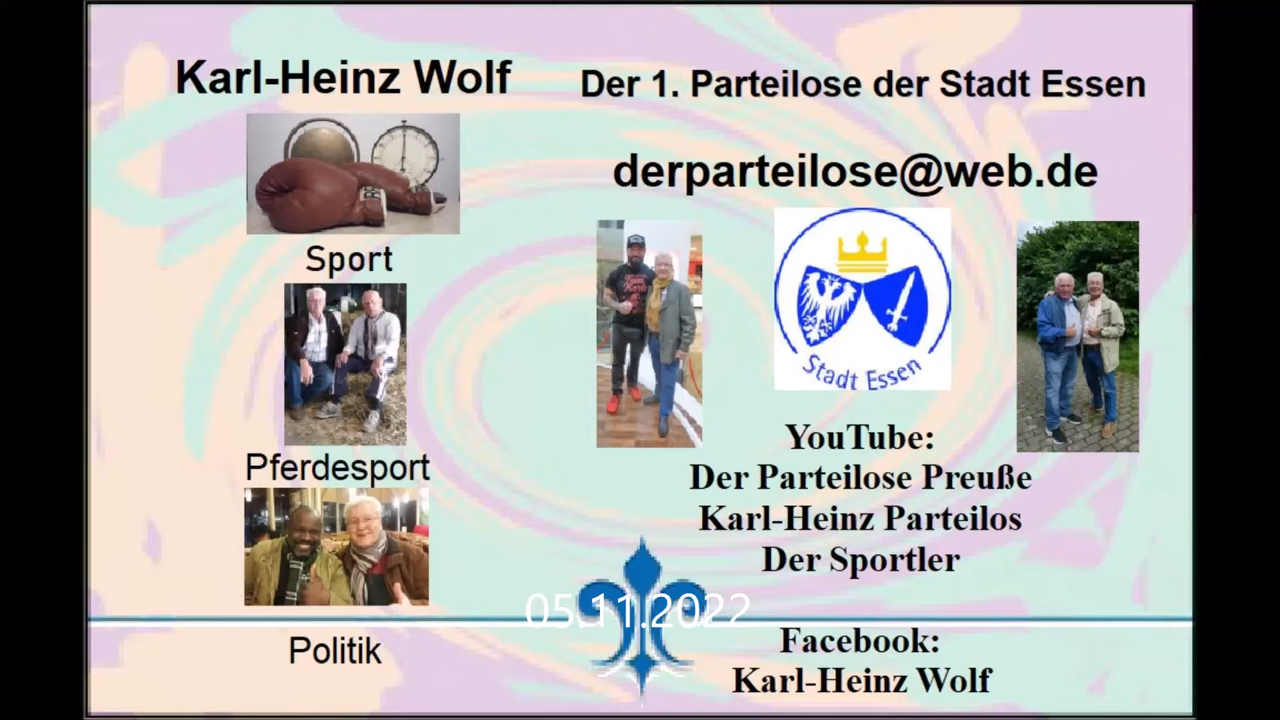 Karl-Heinz Wolf
Der 1. Parteilose der Stadt Essen
derparteilose@web.de
Sport
Pferdesport
Politik
Stadt Essen
YouTube:
Der Parteilose Preuße
Karl-Heinz Parteilos
Der Sportler
05.11.2022
Facebook:
Karl-Heinz Wolf